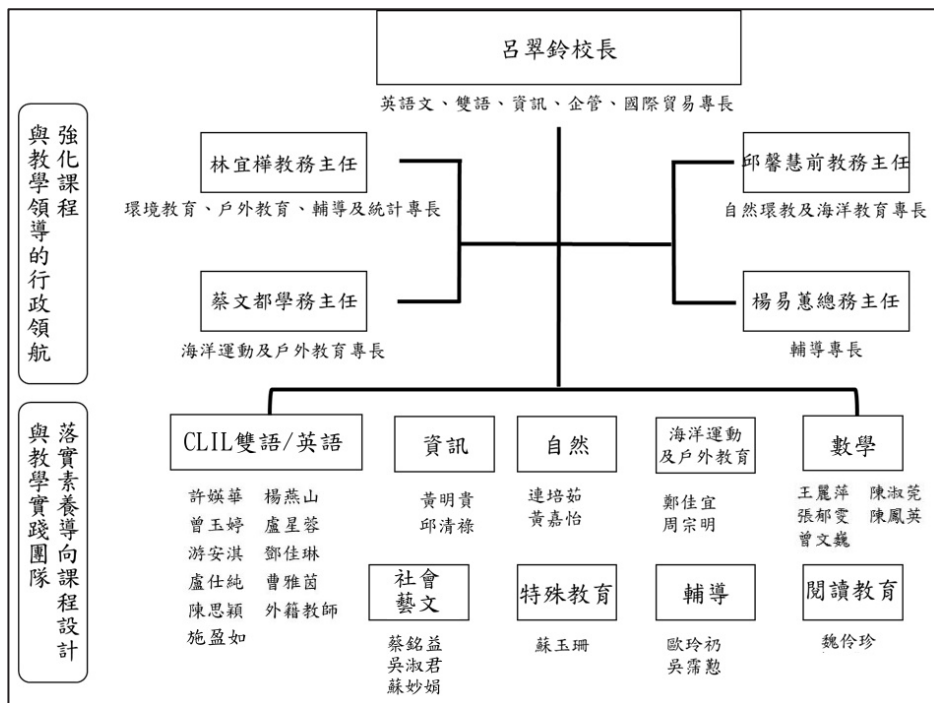 呂翠鈴校長
英語文、雙語、資訊、企管、國際貿易專長
強化課程
與教學領導的行政領航
林宜樺教務主任
環境教育、戶外教育、輔導及統計專長
邱馨慧前教務主任
自然環教及海洋教育專長
蔡文都學務主任
海洋運動及戶外教育專長
楊易蕙總務主任
輔導專長
落實素養導向課程設計
與教學實踐團隊
CLIL雙語/英語
許媖華 楊燕山
曾玉婷 盧星蓉
游安淇 鄧佳琳
盧仕純 曹雅茵
陳思穎 外籍教師
施盈如
資訊
黃明貴
邱清祿
自然
連培茹
黃嘉怡
海洋運動
及戶外教育
鄭佳宜
周宗明
數學
王麗萍 陳淑莞
張郁雯 陳鳳英
曾文巍
社會
藝文
蔡銘益
吳淑君
蘇妙娟
特殊教育
蘇玉珊
輔導
歐玲礽
吳霈懃
閱讀教育
魏伶珍